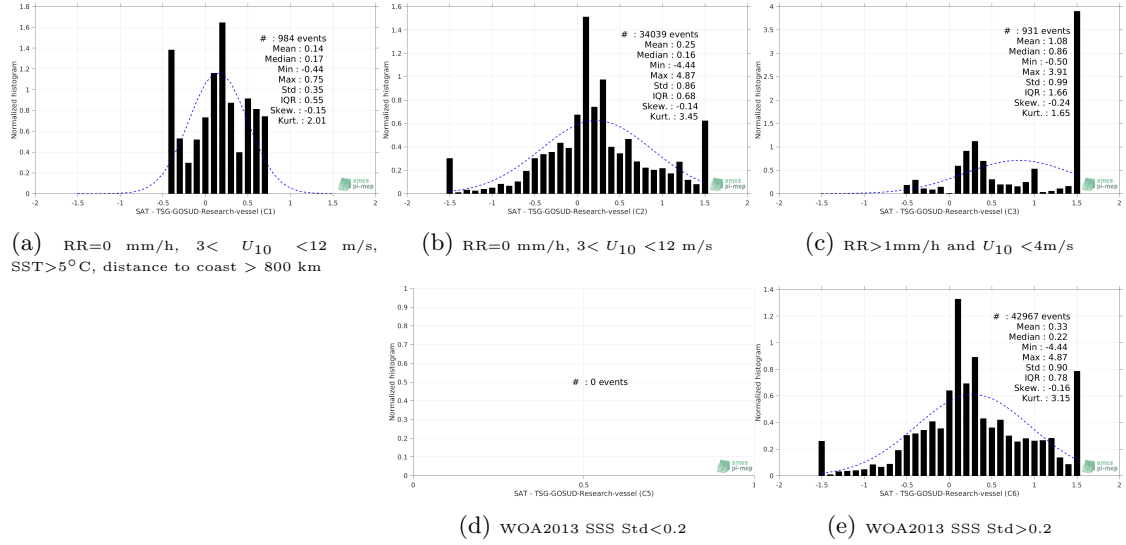 1.8
1.6
1.4
1.2
1
0.8
0.6
0.4
0.2
0
-2 -1.5 -1 -0.5 0 0.5 1 1.5 2
Normalized histogram
SAT - TSG-GOSUD-Research-vessel (C1)
# : 984 events
Mean : 0.14
Median : 0.17
Min : -0.44
Max : 0.75
Std : 0.35
IQR : 0.55
Skew. : -0.15
Kurt. : 2.01
smos
pi-mep
(a) RR=0 mm/h, 3< U10 <12 m/s,
SST>5°C, distance to coast > 800 km
1.6
1.4
1.2
1
0.8
0.6
0.4
0.2
0
-2 -1.5 -1 -0.5 0 0.5 1 1.5 2
Normalized histogram
SAT - TSG-GOSUD-Research-vessel (C2)
# : 34039 events
Mean : 0.25
Median : 0.16
Min : -4.44
Max : 4.87
Std : 0.86
IQR : 0.68
Skew. : -0.14
Kurt. : 3.45
smos
pi-mep
(b) RR=0 mm/h, 3< U10 <12 m/s
4
3.5
3
2.5
2
1.5
1
0.5
0
-2 -1.5 -1 -0.5 0 0.5 1 1.5 2
Normalized histogram
SAT - TSG-GOSUD-Research-vessel (C3)
# : 931 events
Mean : 1.08
Median : 0.86
Min : -0.50
Max : 3.91
Std : 0.99
IQR : 1.66
Skew. : -0.24
Kurt. : 1.65
smos
pi-mep
(c) RR>1mm/h and U10 <4m/s
1
0.9
0.8
0.7
0.6
0.5
0.4
0.3
0.2
0.1
0
0 0.5 1
Normalized histogram
SAT - TSG-GOSUD-Research-vessel (C5)
# : 0 events
smos
pi-mep
(d) WOA2013 SSS Std<0.2
1.4
1.2
1
0.8
0.6
0.4
0.2
0
-2 -1.5 -1 -0.5 0 0.5 1 1.5 2
Normalized histogram
SAT - TSG-GOSUD-Research-vessel (C6)
# : 42967 events
Mean : 0.33
Median : 0.22
Min : -4.44
Max : 4.87
Std : 0.90
IQR : 0.78
Skew. : -0.16
Kurt. : 3.15
smos
pi-mep
(e) WOA2013 SSS Std>0.2